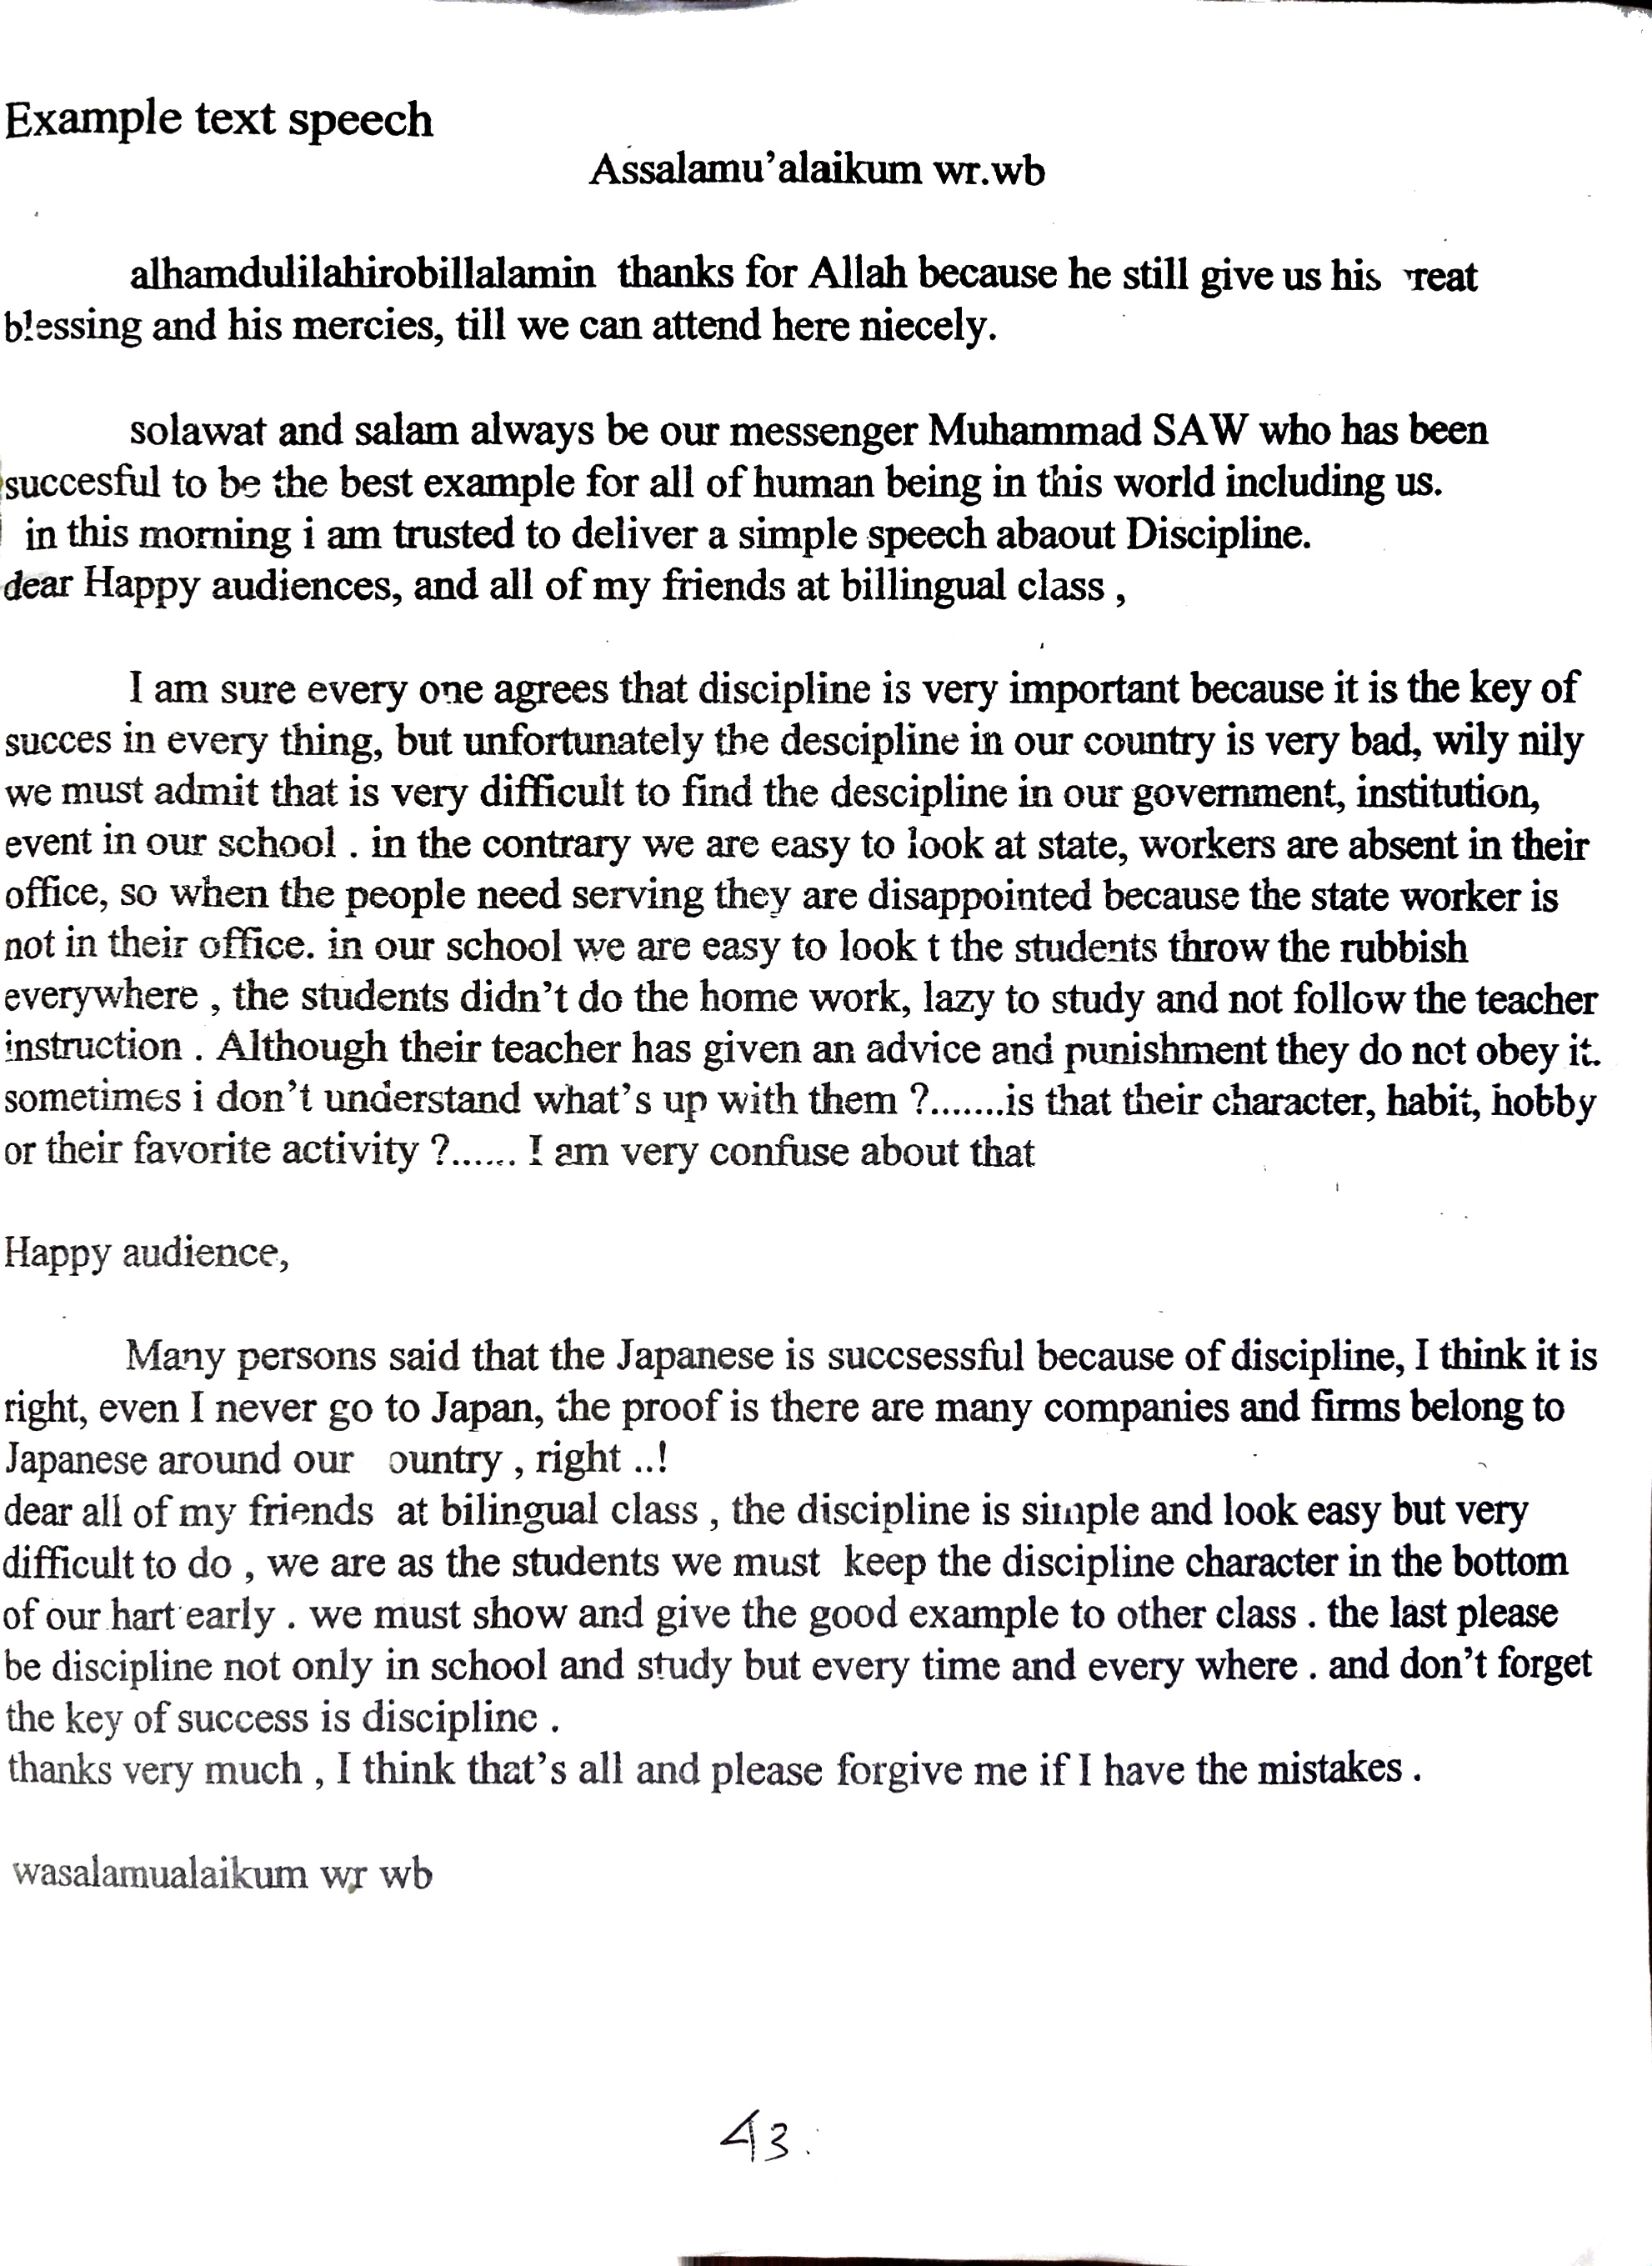 Example text speech
Assalamu'alaikum wr.wb
alhamdulilahirobillalamin thanks for Allah because he still give us his reat
blessing and his mercies, till we can attend here niecely.
solawat and salam always be our messenger Muhammad SAW who has been
succesful to be the best example for all of human being in this world including us.
in this morning i am trusted to deliver a simple speech abaout Discipline.
dear Happy audiences, and all of my friends at billingual class ,
I am sure every one agrees that discipline is very important because it is the key of
succes in every thing, but unfortunately the descipline in our country is very bad, wily nily
we must admit that is very difficult to find the descipline in our government, institution,
event in our school . in the contrary we are easy to look at state, workers are absent in their
office, so when the people need serving they are disappointed because the state worker is
not in their office. in our school we are easy to look t the students throw the rubbish
everywhere , the students didn't do the home work, lazy to study and not follow the teacher
instruction . Although their teacher has given an advice and punishment they do not obey it.
sometimes i don't understand what's up with them ?.......is that their character, habit, hobby
or their favorite activity ?...... I am very confuse about that
Happy audience,
Many persons said that the Japanese is succsessful because of discipline, I think it is
right, even I never go to Japan, the proof is there are many companies and firms belong to
Japanese around our ountry , right ..!
dear all of my friends at bilingual class , the discipline is simple and look easy but very
difficult to do , we are as the students we must keep the discipline character in the bottom
of our hart early . we must show and give the good example to other class . the last please
be discipline not only in school and study but every time and every where . and don't forget
the key of success is discipline .
thanks very much , I think that's all and please forgive me if I have the mistakes .
wasalamualaikum wr wb
43.